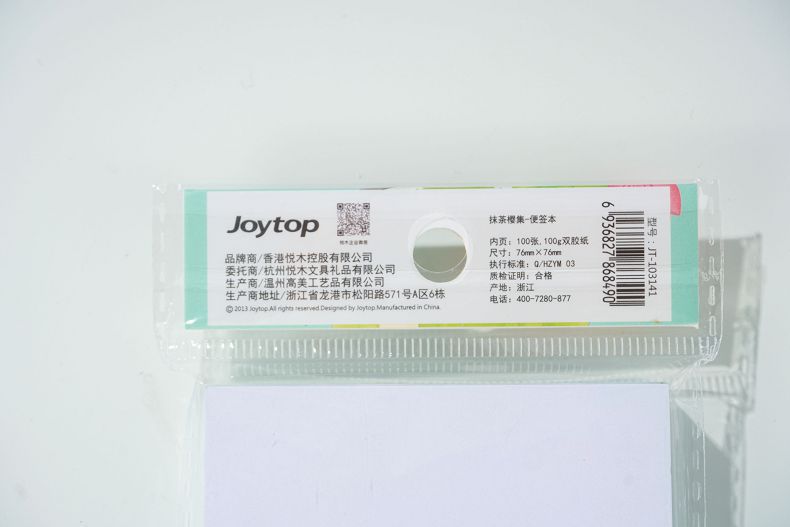 Joytop
悦木企业微信
品牌商/香港悦木控股有限公司
委托商/杭州悦木文具礼品有限公司
生产商/温州高美工艺品有限公司
生产商地址/浙江省龙港市松阳路571号A区6栋
© 2013 Joytop.All rights reserved.Designed by Joytop.Manufactured in China.
抹茶樱集-便签本
内页：100张,100g双胶纸
尺寸：76mm×76mm
执行标准：Q/HZYM 03
质检证明：合格
产地：浙江
电话：400-7280-877
6 936827 868490
型号：JT-103141